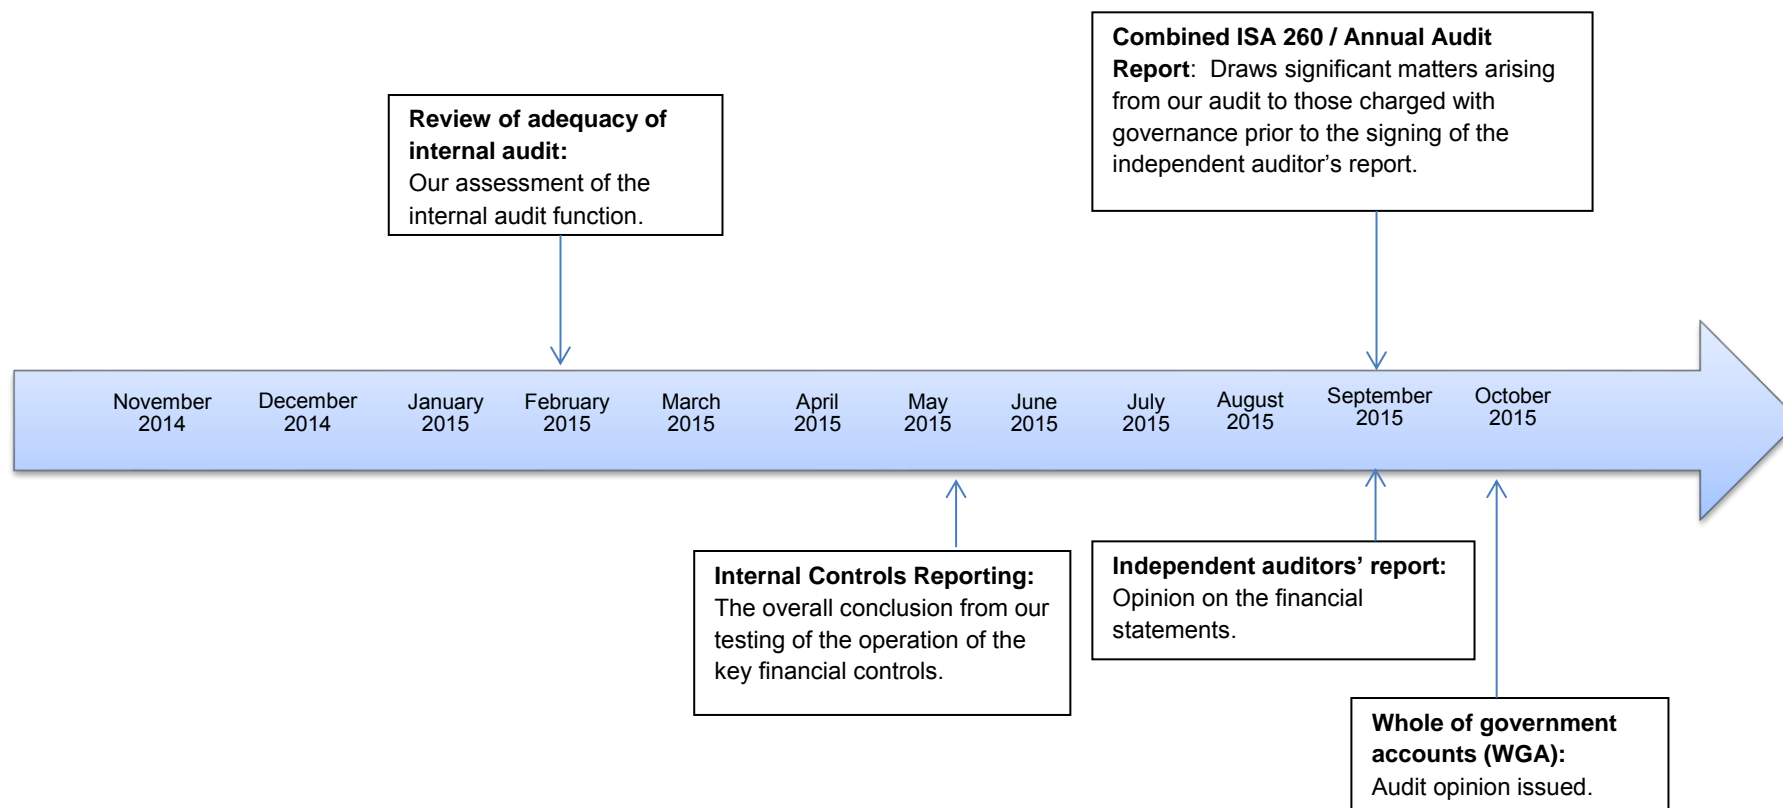 Combined ISA 260 / Annual Audit
Report:  Draws significant matters arising
from our audit to those charged with
governance prior to the signing of the
independent auditor’s report.
Review of adequacy of
internal audit:
Our assessment of the
internal audit function.
November
2014
December
2014
January
2015
February
2015
March
2015
April
2015
May
2015
June
2015
July
2015
August
2015
September
2015
October
2015
Internal Controls Reporting:
The overall conclusion from our
testing of the operation of the
key financial controls.
Independent auditors’ report:
Opinion on the financial
statements.
Whole of government
accounts (WGA):
Audit opinion issued.